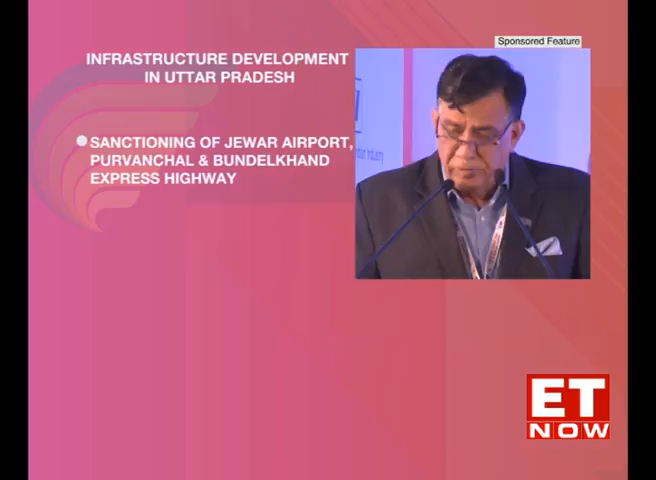 Sponsored Feature
INFRASTRUCTURE DEVELOPMENT
IN UTTAR PRADESH
SANCTIONING OF JEWAR AIRPORT,
PURVANCHAL & BUNDELKHAND
EXPRESS HIGHWAY
ET
NOW